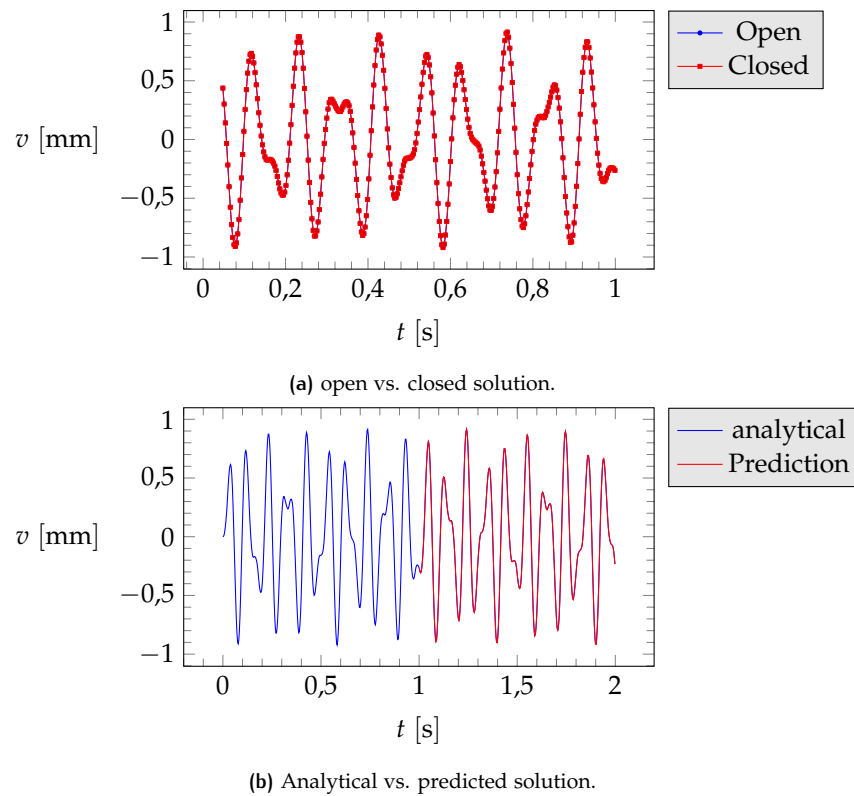 1
0,5
0
−0,5
−1
v [mm]
0 0,2 0,4 0,6 0,8 1
t [s]
Open
Closed
(a) open vs. closed solution.
1
0,5
0
−0,5
−1
v [mm]
0 0,5 1 1,5 2
t [s]
analytical
Prediction
(b) Analytical vs. predicted solution.